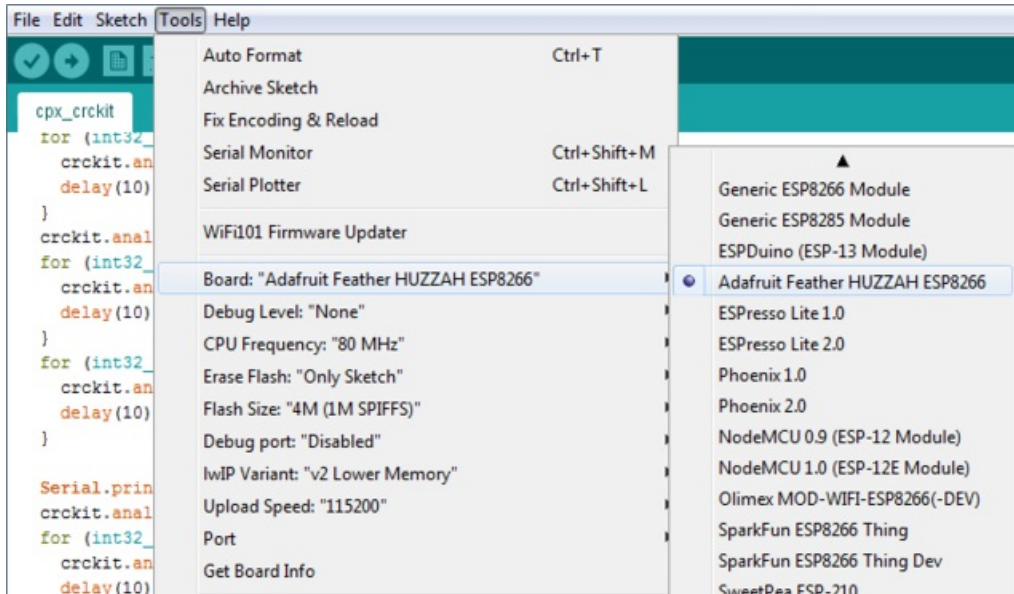 File Edit Sketch Tools Help
cpx_crckit
for (int32_
crckit.an
delay(10)
}
crckit.anal
for (int32_
crckit.an
delay(10)
}
for (int32_
crckit.an
delay(10)
}
Serial.prin
crckit.anal
for (int32_
crckit.an
delay(10)
Auto Format Ctrl+T
Archive Sketch
Fix Encoding & Reload
Serial Monitor Ctrl+Shift+M
Serial Plotter Ctrl+Shift+L
WiFi101 Firmware Updater
Board: "Adafruit Feather HUZZAH ESP8266"
Debug Level: "None"
CPU Frequency: "80 MHz"
Erase Flash: "Only Sketch"
Flash Size: "4M (1M SPIFFS)"
Debug port: "Disabled"
lwIP Variant: "v2 Lower Memory"
Upload Speed: "115200"
Port
Get Board Info
Generic ESP8266 Module
Generic ESP8285 Module
ESPDuino (ESP-13 Module)
Adafruit Feather HUZZAH ESP8266
ESPresso Lite 1.0
ESPresso Lite 2.0
Phoenix 1.0
Phoenix 2.0
NodeMCU 0.9 (ESP-12 Module)
NodeMCU 1.0 (ESP-12E Module)
Olimex MOD-WIFI-ESP8266(-DEV)
SparkFun ESP8266 Thing
SparkFun ESP8266 Thing Dev
SweetPea ESP-210